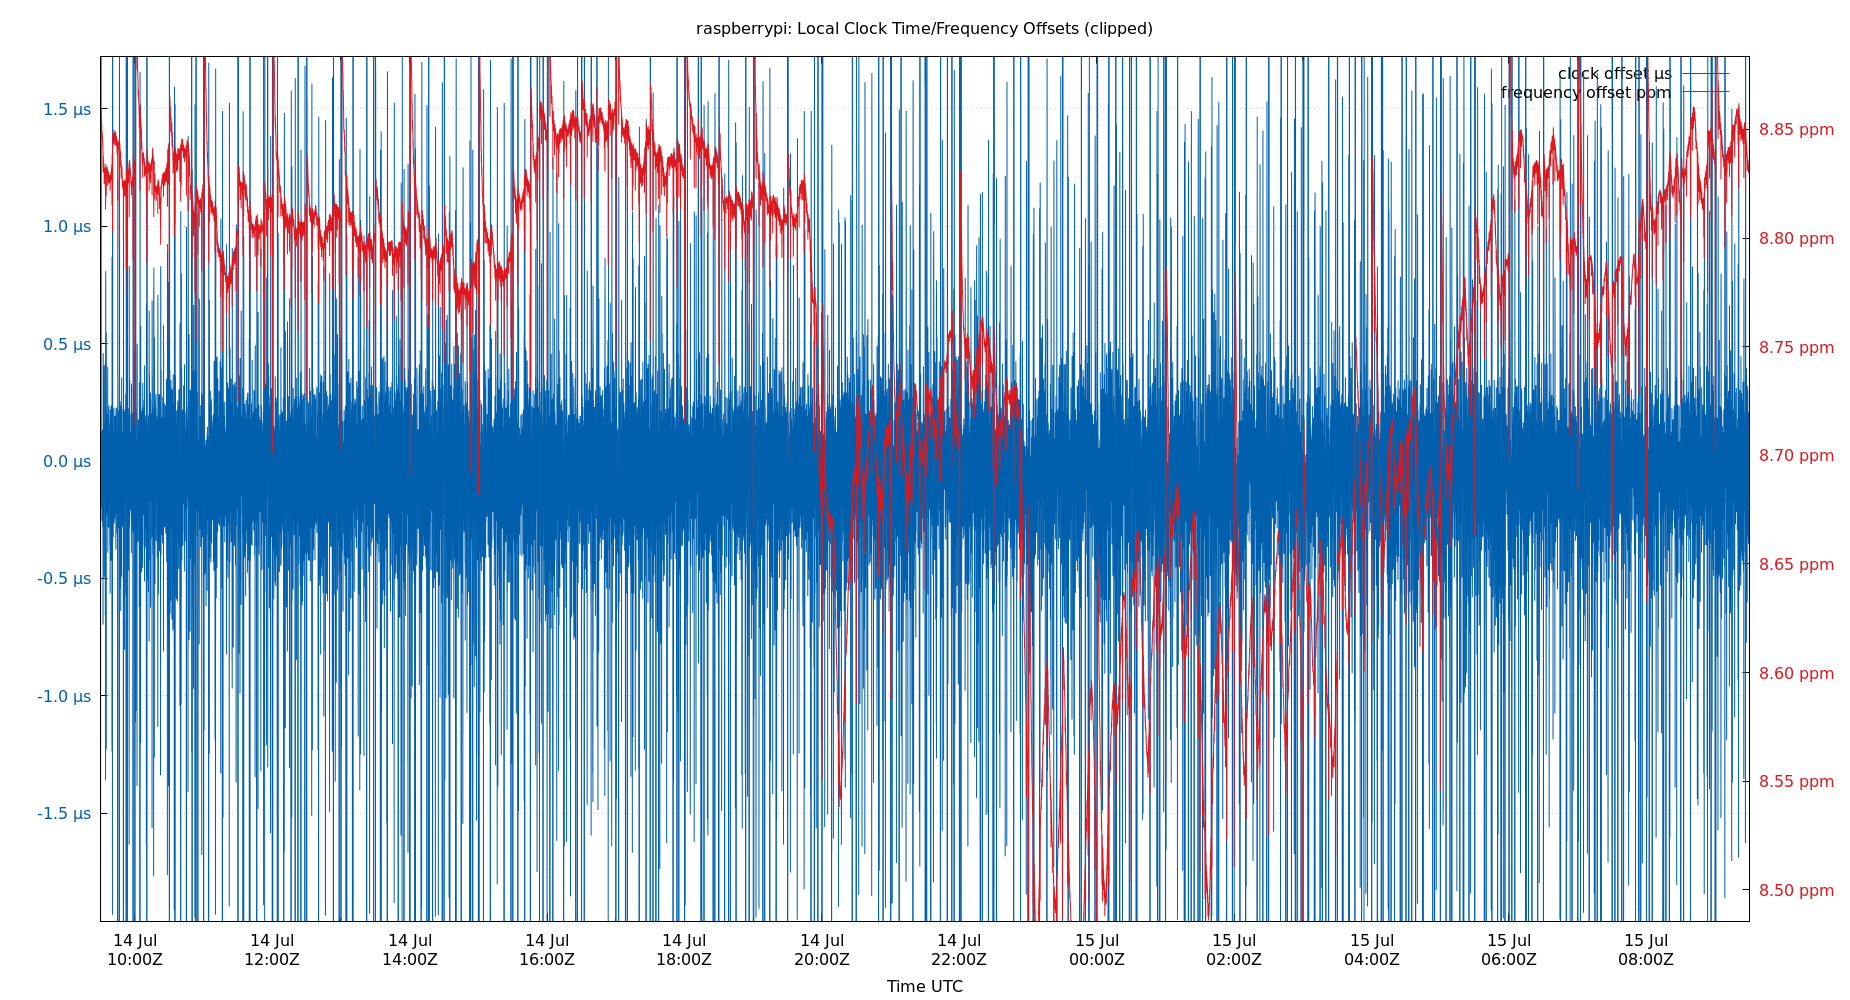 raspberrypi: Local Clock Time/Frequency Offsets (clipped)
clock offset µs
frequency offset ppm
1.5 µs
1.0 µs
0.5 µs
0.0 µs
-0.5 µs
-1.0 µs
-1.5 µs
8.85 ppm
8.80 ppm
8.75 ppm
8.70 ppm
8.65 ppm
8.60 ppm
8.55 ppm
8.50 ppm
14 Jul 14 Jul 14 Jul 14 Jul 14 Jul 14 Jul 14 Jul 15 Jul 15 Jul 15 Jul 15 Jul 15 Jul
10:00Z 12:00Z 14:00Z 16:00Z 18:00Z 20:00Z 22:00Z 00:00Z 02:00Z 04:00Z 06:00Z 08:00Z
Time UTC